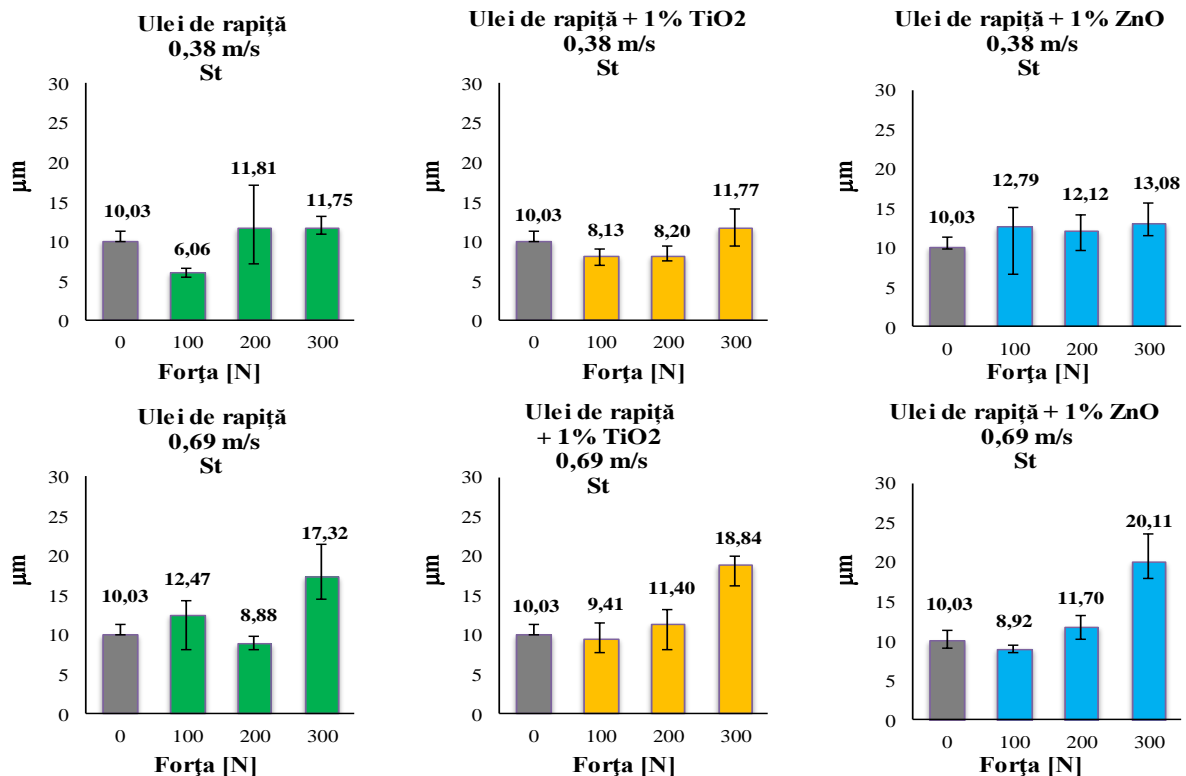 Ulei de rapiță
0,38 m/s
St
30
25
20
15
10
5
0
μm
10,03
6,06
11,81
11,75
0 100 200 300
Forţa [N]
Ulei de rapiță + 1% TiO2
0,38 m/s
St
30
25
20
15
10
5
0
μm
10,03
8,13
8,20
11,77
0 100 200 300
Forţa [N]
Ulei de rapiță + 1% ZnO
0,38 m/s
St
30
25
20
15
10
5
0
μm
10,03
12,79
12,12
13,08
0 100 200 300
Forţa [N]
Ulei de rapiță
0,69 m/s
St
30
25
20
15
10
5
0
μm
10,03
12,47
8,88
17,32
0 100 200 300
Forţa [N]
Ulei de rapiță
+ 1% TiO2
0,69 m/s
St
30
25
20
15
10
5
0
μm
10,03
9,41
11,40
18,84
0 100 200 300
Forţa [N]
Ulei de rapiță + 1% ZnO
0,69 m/s
St
30
25
20
15
10
5
0
μm
10,03
8,92
11,70
20,11
0 100 200 300
Forţa [N]